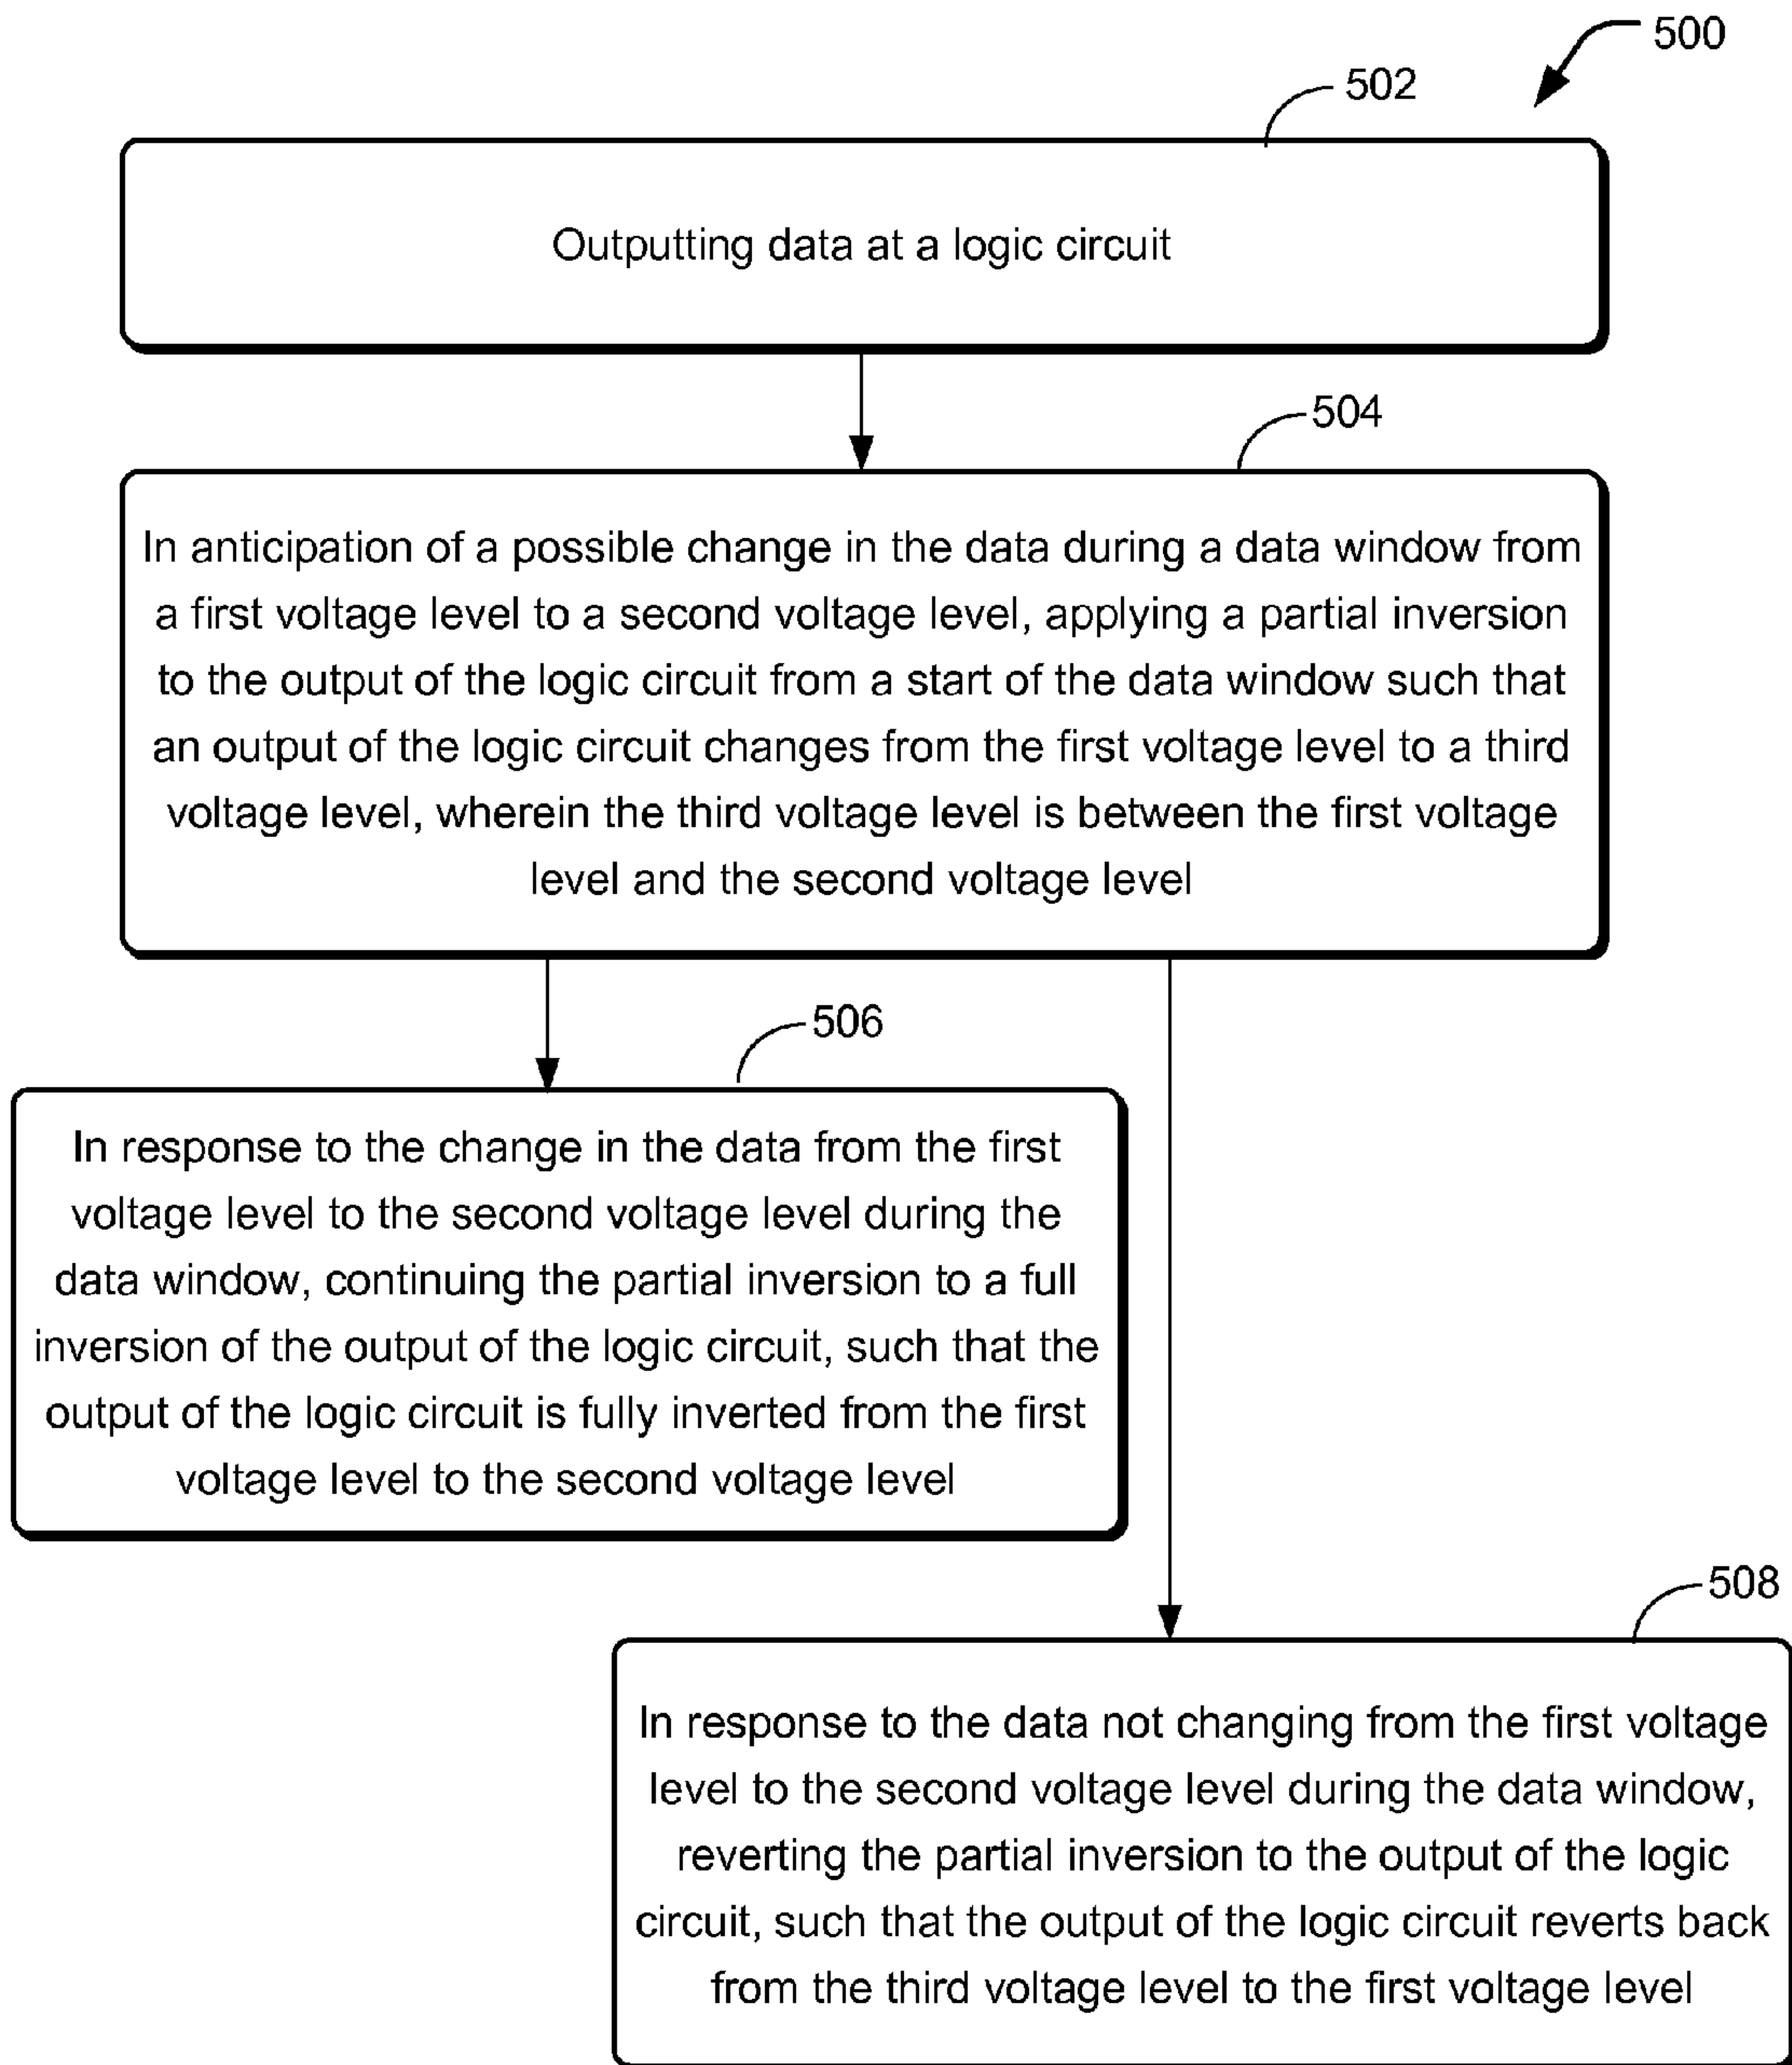 500
502
Outputting data at a logic circuit
504
In anticipation of a possible change in the data during a data window from
a first voltage level to a second voltage level, applying a partial inversion
to the output of the logic circuit from a start of the data window such that
an output of the logic circuit changes from the first voltage level to a third
voltage level, wherein the third voltage level is between the first voltage
level and the second voltage level
506
In response to the change in the data from the first
voltage level to the second voltage level during the
data window, continuing the partial inversion to a full
inversion of the output of the logic circuit, such that the
output of the logic circuit is fully inverted from the first
voltage level to the second voltage level
508
In response to the data not changing from the first voltage
level to the second voltage level during the data window,
reverting the partial inversion to the output of the logic
circuit, such that the output of the logic circuit reverts back
from the third voltage level to the first voltage level